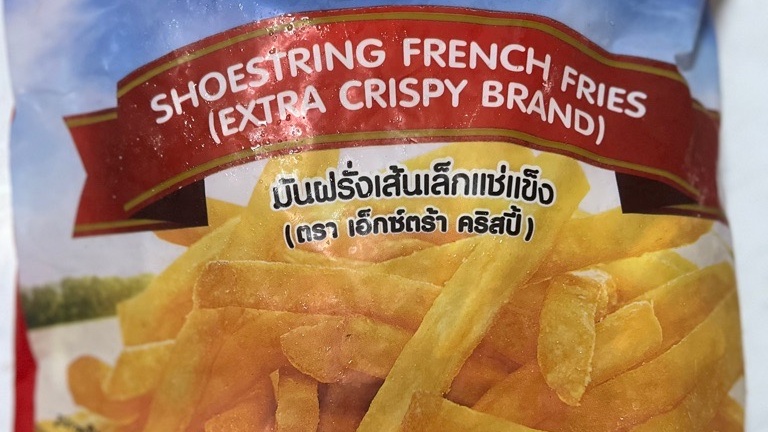 SHOESTRING FRENCH FRIES
(EXTRA CRISPY BRAND)
มันฝรั่งเส้นเล็กแช่แข็ง
(ตรา เอ็กซ์ตร้า คริสปี้)